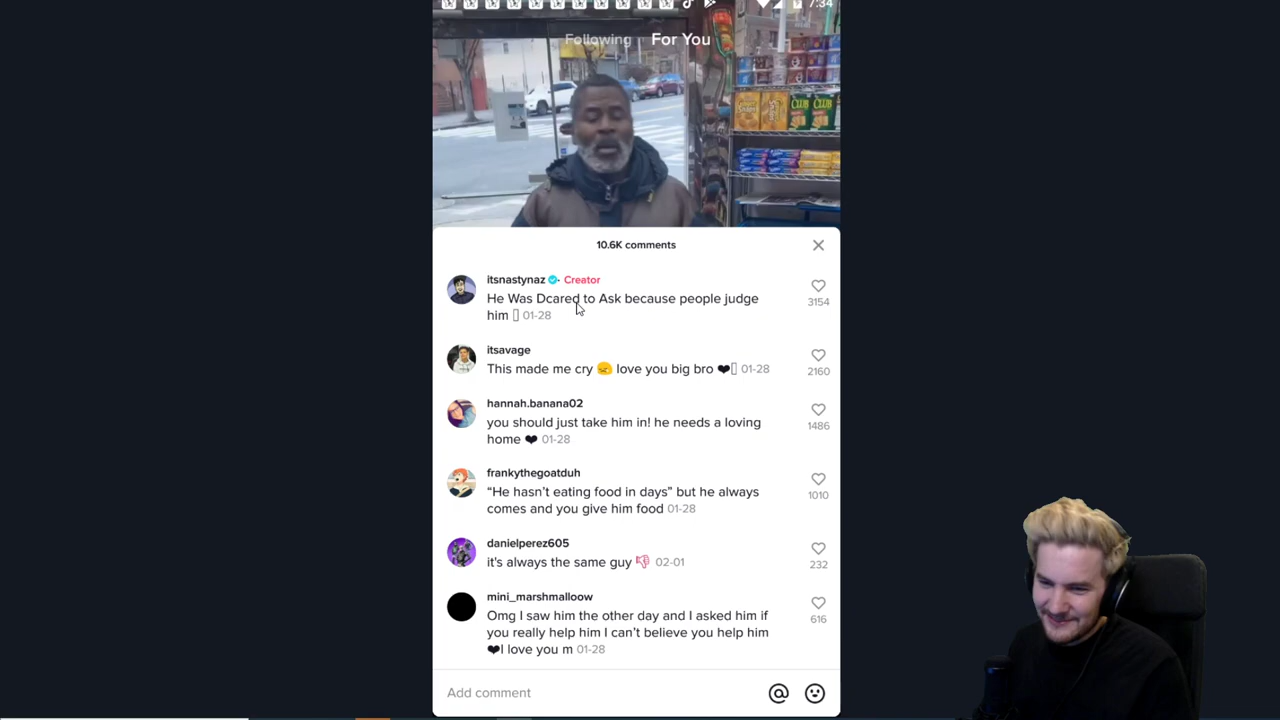 7:34
Following For You
CLUB CLUB
10.6K comments
itsnastynaz · Creator
He Was Dcared to Ask because people judge
him 01-28
3154
itsavage
This made me cry 😞 love you big bro ❤ 01-28
2160
hannah.banana02
you should just take him in! he needs a loving
home ❤ 01-28
1486
frankythegoatduh
“He hasn’t eating food in days” but he always
comes and you give him food 01-28
1010
danielperez605
it's always the same guy 👎 02-01
232
mini_marshmalloow
Omg I saw him the other day and I asked him if
you really help him I can’t believe you help him
❤I love you m 01-28
616
Add comment